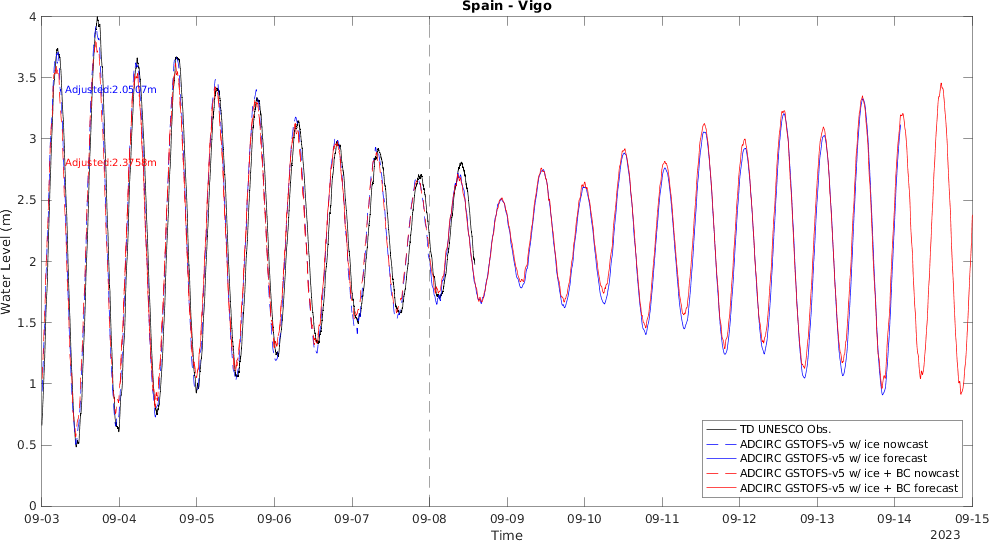 Spain - Vigo
4
3.5
3
2.5
2
1.5
1
0.5
0
Water Level (m)
Adjusted:2.0507m
Adjusted:2.3758m
TD UNESCO Obs.
ADCIRC GSTOFS-v5 w/ ice nowcast
ADCIRC GSTOFS-v5 w/ ice forecast
ADCIRC GSTOFS-v5 w/ ice + BC nowcast
ADCIRC GSTOFS-v5 w/ ice + BC forecast
09-03 09-04 09-05 09-06 09-07 09-08 09-09 09-10 09-11 09-12 09-13 09-14 09-15
Time
2023